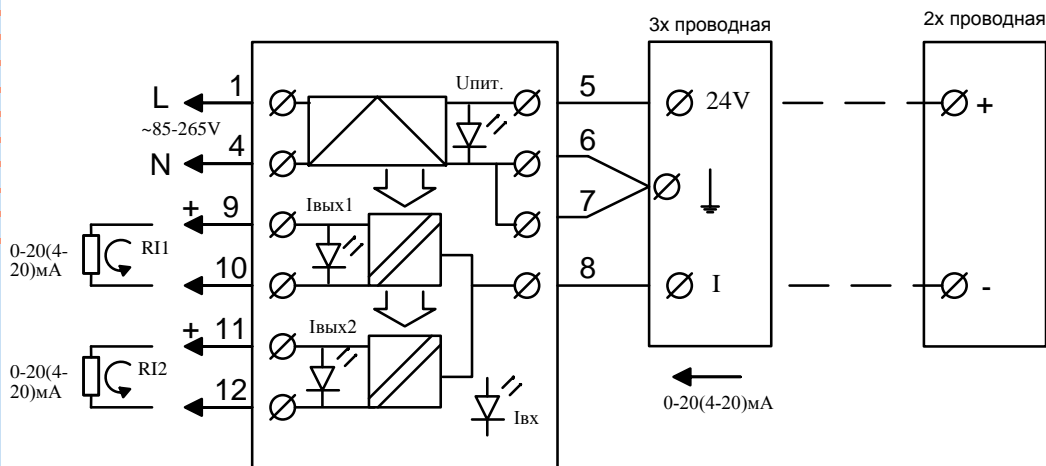 3х проводная
2х проводная
L
1
Uпит.
5
24V
+
~85-265V
6
N
4
7
+
9
Iвых1
0-20(4-
20)мА
RI1
10
8
I
-
+
11
Iвых2
0-20(4-
20)мА
RI2
12
Iвх
0-20(4-20)мА